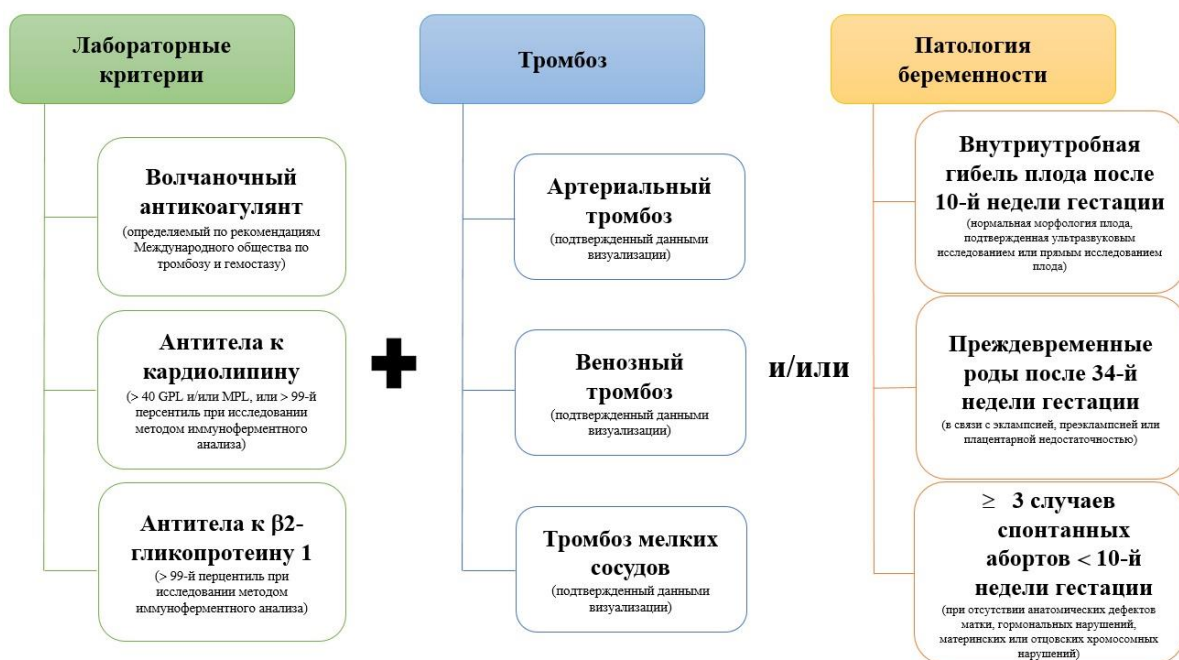 Лабораторные
критерии
Волчаночный
антикоагулянт
(определяемый по рекомендациям
Международного общества по
тромбозу и гемостазу)
Антитела к
кардиолипину
(> 40 GPL и/или MPL, или > 99-й
персентиль при исследовании
методом иммуноферментного
анализа)
Антитела к β2-
гликопротеину 1
(> 99-й перцентиль при
исследовании методом
иммуноферментного анализа)
+
Тромбоз
Артериальный
тромбоз
(подтвержденный данными
визуализации)
Венозный
тромбоз
(подтвержденный данными
визуализации)
Тромбоз мелких
сосудов
(подтвержденный данными
визуализации)
и/или
Патология
беременности
Внутриутробная
гибель плода после
10-й недели гестации
(нормальная морфология плода,
подтвержденная ультразвуковым
исследованием или прямым исследованием
плода)
Преждевременные
роды после 34-й
недели гестации
(в связи с эклампсией, преэклампсией или
плацентарной недостаточностью)
≥ 3 случаев
спонтанных
абортов < 10-й
недели гестации
(при отсутствии анатомических дефектов
матки, гормональных нарушений,
материнских или отцовских хромосомных
нарушений)